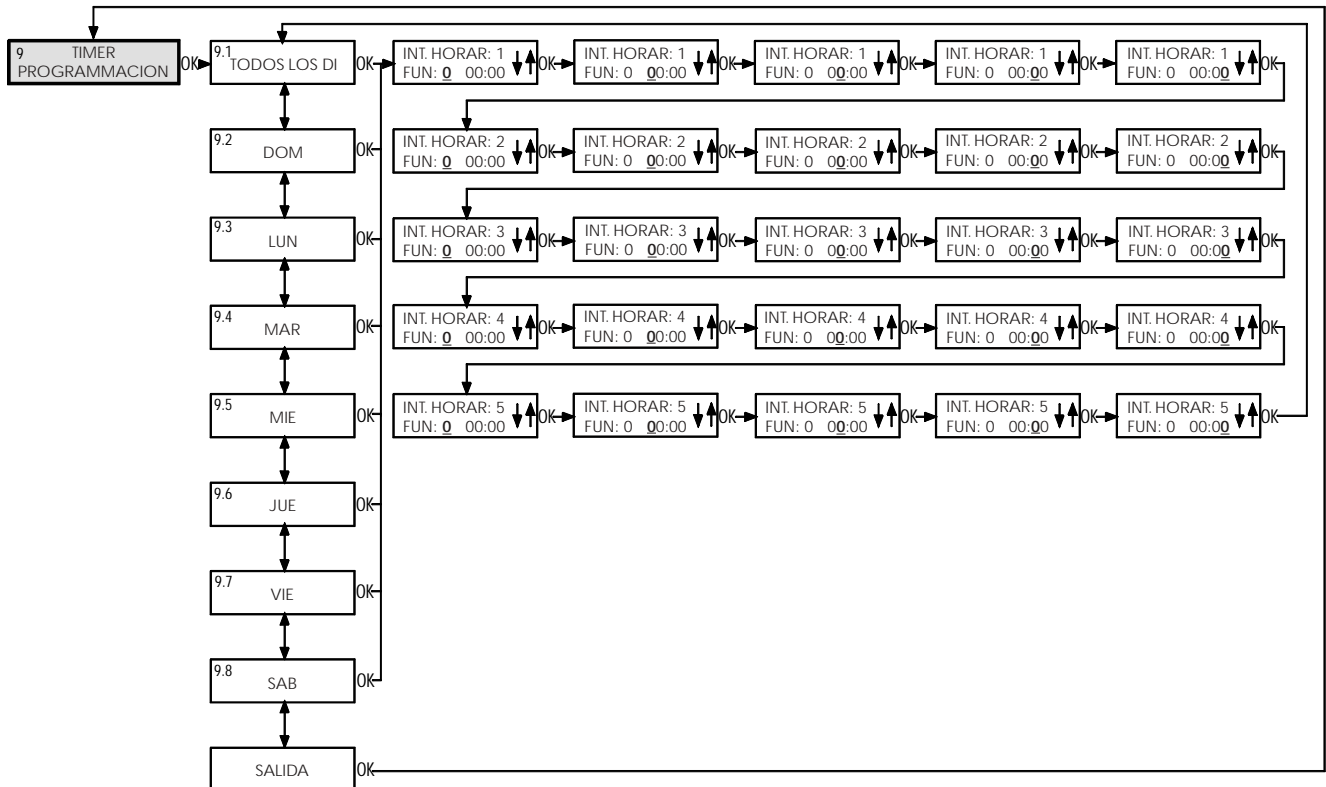 9 TIMER
PROGRAMMACION
OK
9.1
TODOS LOS DI
OK
INT. HORAR: 1
FUN: 0 00:00
OK
INT. HORAR: 1
FUN: 0 00:00
OK
INT. HORAR: 1
FUN: 0 00:00
OK
INT. HORAR: 1
FUN: 0 00:00
OK
INT. HORAR: 1
FUN: 0 00:00
OK
9.2
DOM
OK
INT. HORAR: 2
FUN: 0 00:00
OK
INT. HORAR: 2
FUN: 0 00:00
OK
INT. HORAR: 2
FUN: 0 00:00
OK
INT. HORAR: 2
FUN: 0 00:00
OK
INT. HORAR: 2
FUN: 0 00:00
OK
9.3
LUN
OK
INT. HORAR: 3
FUN: 0 00:00
OK
INT. HORAR: 3
FUN: 0 00:00
OK
INT. HORAR: 3
FUN: 0 00:00
OK
INT. HORAR: 3
FUN: 0 00:00
OK
INT. HORAR: 3
FUN: 0 00:00
OK
9.4
MAR
OK
INT. HORAR: 4
FUN: 0 00:00
OK
INT. HORAR: 4
FUN: 0 00:00
OK
INT. HORAR: 4
FUN: 0 00:00
OK
INT. HORAR: 4
FUN: 0 00:00
OK
INT. HORAR: 4
FUN: 0 00:00
OK
9.5
MIE
OK
INT. HORAR: 5
FUN: 0 00:00
OK
INT. HORAR: 5
FUN: 0 00:00
OK
INT. HORAR: 5
FUN: 0 00:00
OK
INT. HORAR: 5
FUN: 0 00:00
OK
INT. HORAR: 5
FUN: 0 00:00
OK
9.6
JUE
OK
9.7
VIE
OK
9.8
SAB
OK
SALIDA
OK